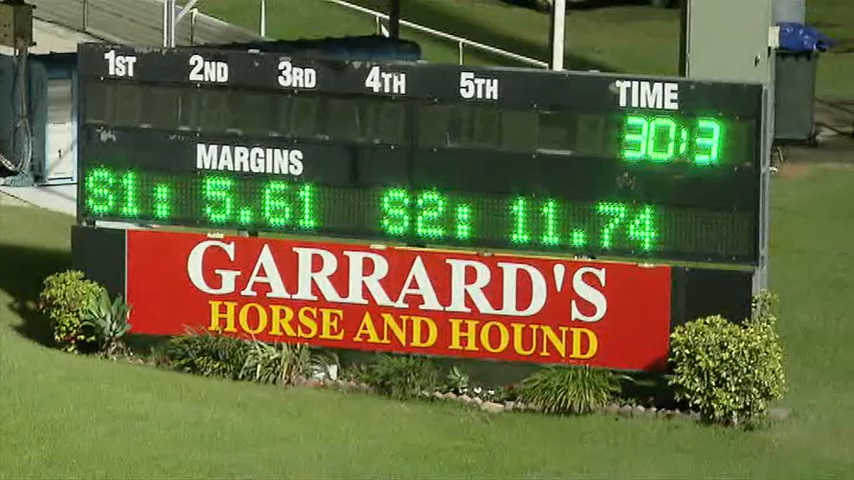 1ST 2ND 3RD 4TH 5TH TIME
30:3
MARGINS
S1: 5.61 S2: 11.74
GARRARD'S
HORSE AND HOUND